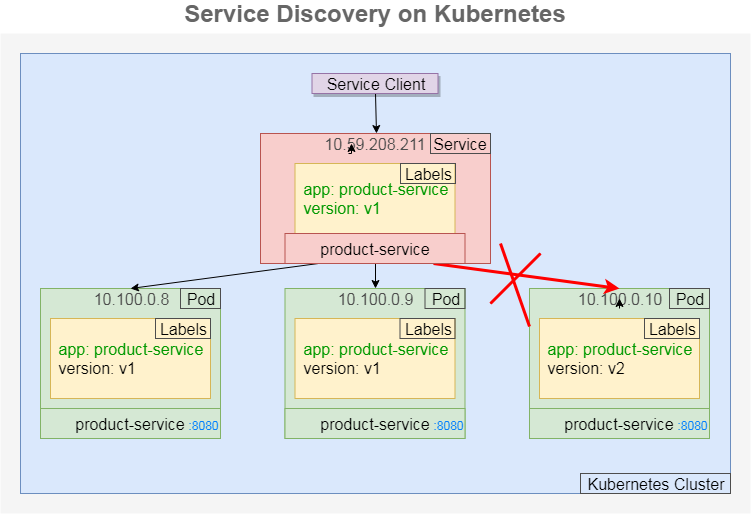 Service Discovery on Kubernetes
Service Client
10.59.208.211
Service
Labels
app: product-service
version: v1
product-service
10.100.0.8
Pod
Labels
app: product-service
version: v1
product-service :8080
10.100.0.9
Pod
Labels
app: product-service
version: v1
product-service :8080
10.100.0.10
Pod
Labels
app: product-service
version: v2
product-service :8080
Kubernetes Cluster